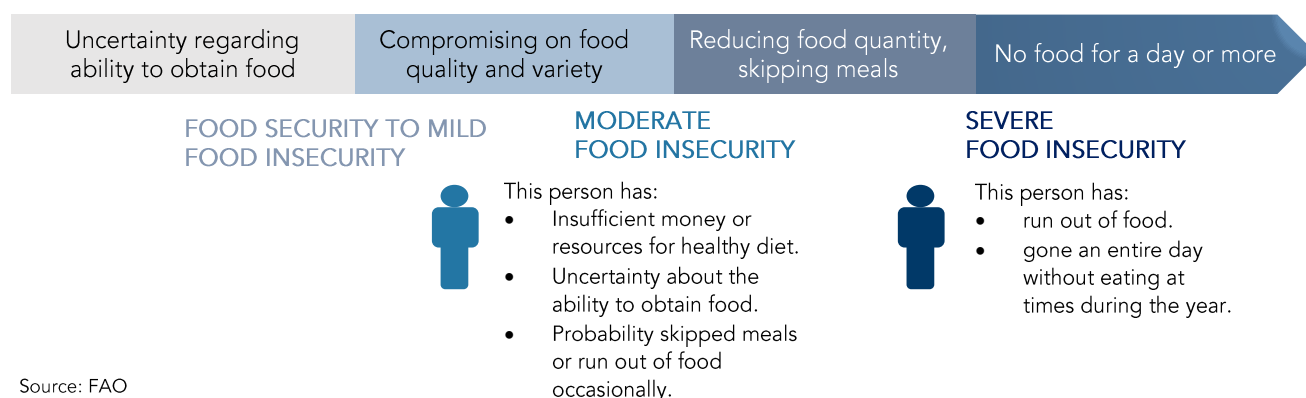 Uncertainty regarding
ability to obtain food
Compromising on food
quality and variety
Reducing food quantity,
skipping meals
No food for a day or more
FOOD SECURITY TO MILD
FOOD INSECURITY
MODERATE
FOOD INSECURITY
This person has:
• Insufficient money or
resources for healthy diet.
• Uncertainty about the
ability to obtain food.
• Probability skipped meals
or run out of food
occasionally.
SEVERE
FOOD INSECURITY
This person has:
• run out of food.
• gone an entire day
without eating at
times during the year.
Source: FAO